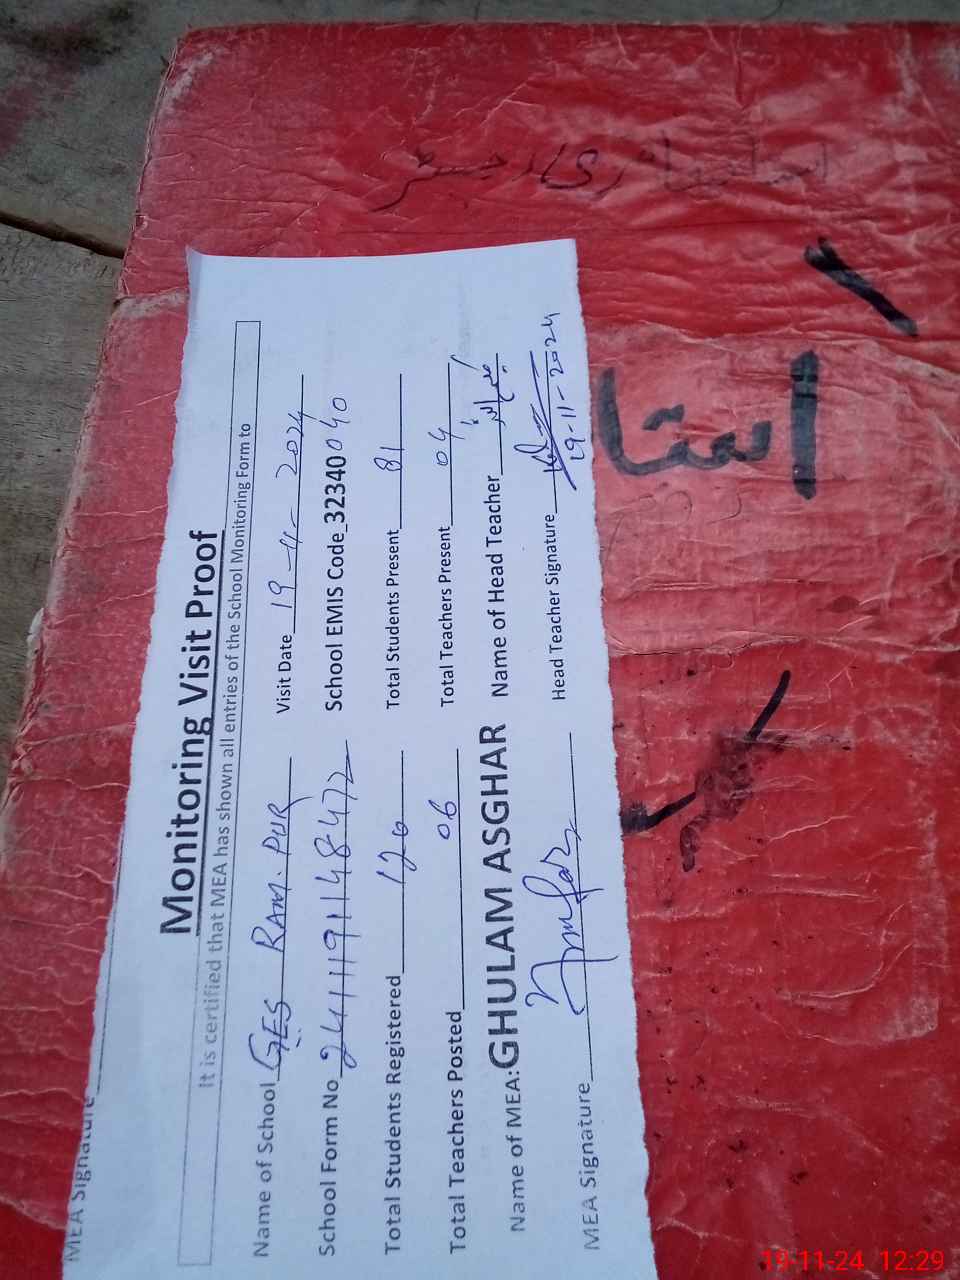 MEA Signature
Monitoring Visit Proof
It is certified that MEA has shown all entries of the School Monitoring Form to
Name of School GES RAM.PUR Visit Date 19-11-2024
School Form No 2411191148472 School EMIS Code 32340040
Total Students Registered 120 Total Students Present 81
Total Teachers Posted 06 Total Teachers Present 04
Name of MEA: GHULAM ASGHAR Name of Head Teacher
MEA Signature Head Teacher Signature
19-11-2024
رجسٹر
19-11-24 12:29